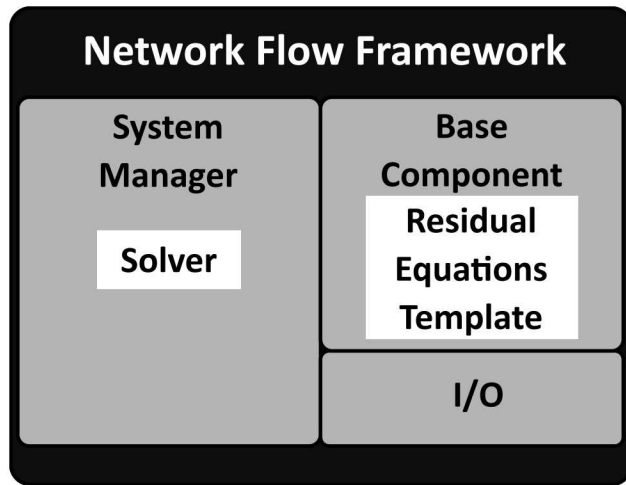 Network Flow Framework
System
Manager
Solver
Base
Component
Residual
Equations
Template
I/O